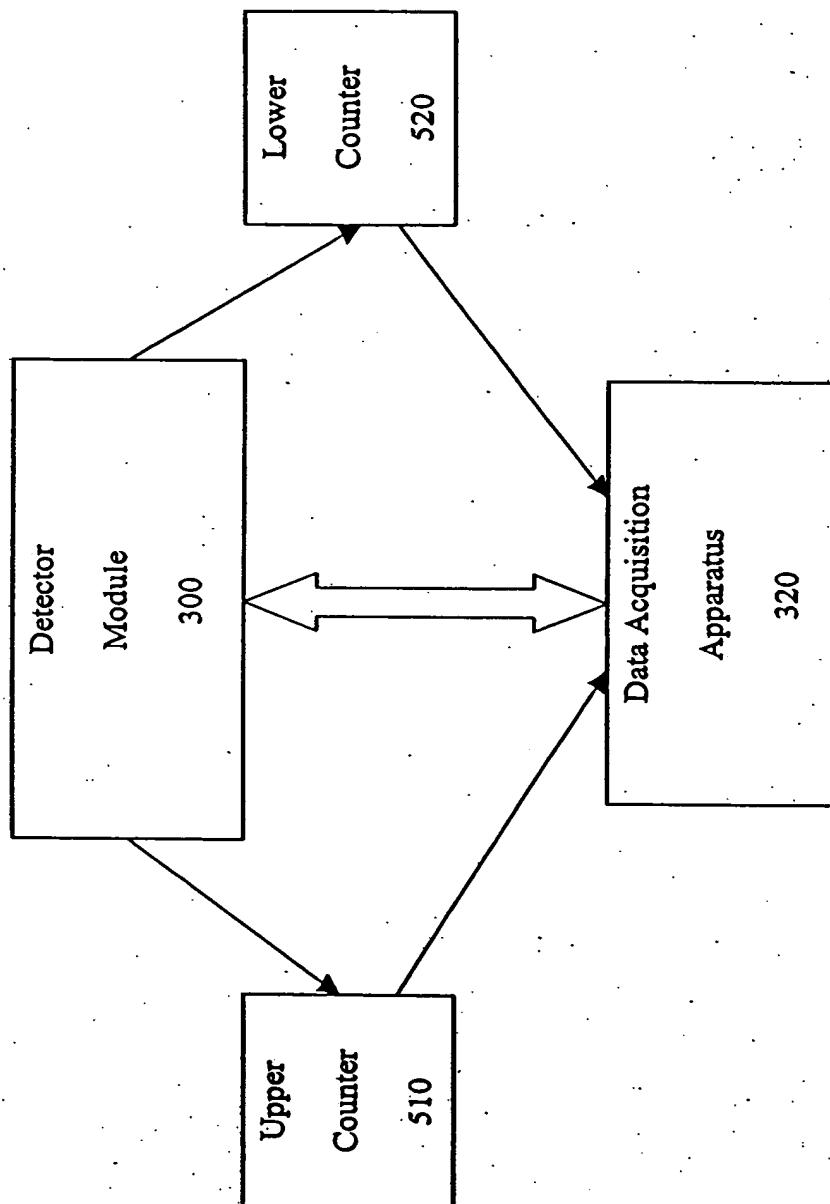 Detector
Module
300
Upper
Counter
510
Lower
Counter
520
Data Acquisition
Apparatus
320